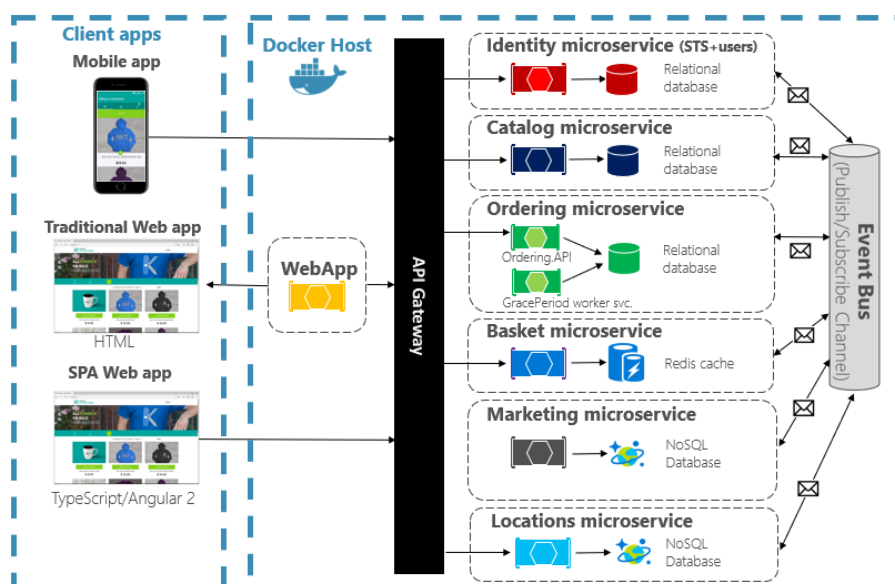 Client apps
Mobile app
Traditional Web app
HTML
SPA Web app
TypeScript/Angular 2
Docker Host
WebApp
API Gateway
Identity microservice (STS+users)
Relational
database
Catalog microservice
Relational
database
Ordering microservice
Ordering.API
Relational
database
GracePeriod worker svc.
Basket microservice
Redis cache
Marketing microservice
NoSQL
Database
Locations microservice
NoSQL
Database
Event Bus
(Publish/Subscribe Channel)